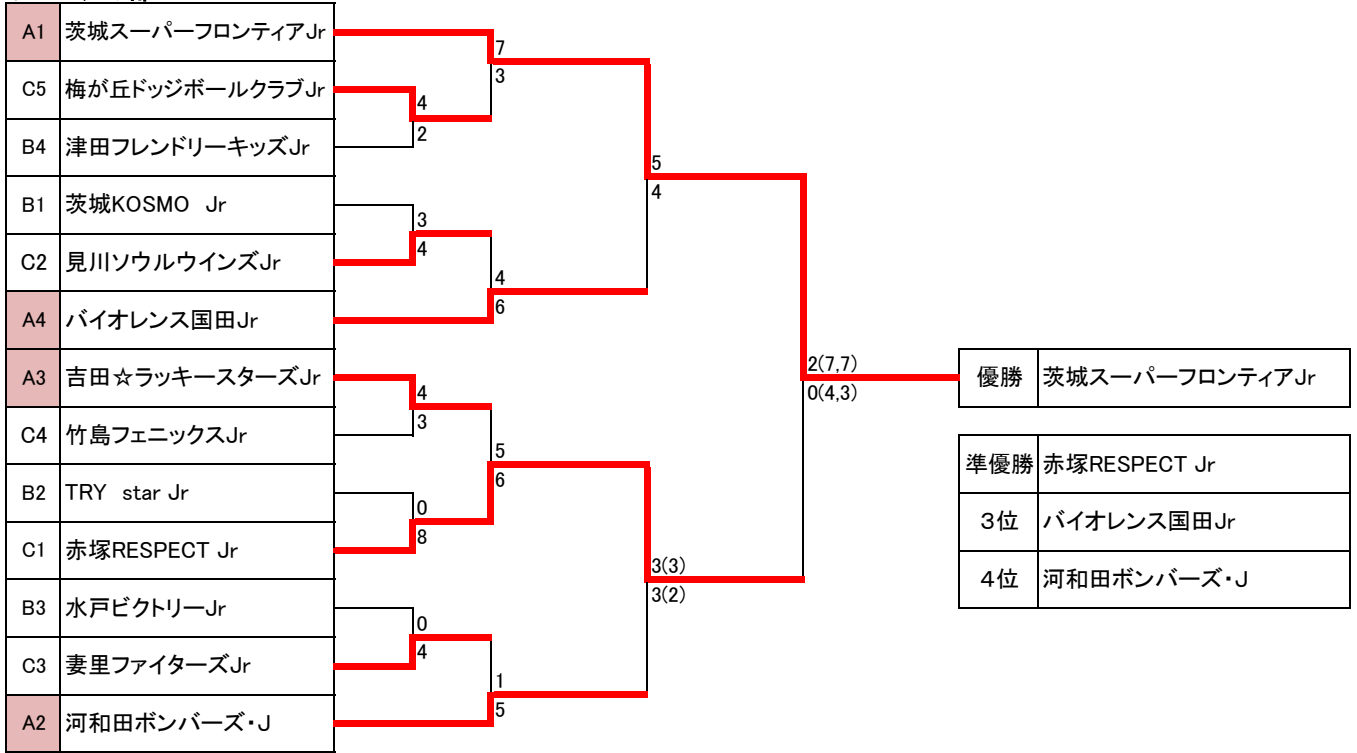 A1 茨城スーパーフロンティアJr
C5 梅が丘ドッジボールクラブJr
B4 津田フレンドリーキッズJr
B1 茨城KOSMO Jr
C2 見川ソウルウインズJr
A4 バイオレンス国田Jr
A3 吉田☆ラッキースターズJr
C4 竹島フェニックスJr
B2 TRY star Jr
C1 赤塚RESPECT Jr
B3 水戸ビクトリーJr
C3 妻里ファイターズJr
A2 河和田ボンバーズ・J
4
2
3
4
4
3
0
8
0
4
7
3
4
6
5
6
1
5
5
4
3(3)
3(2)
2(7,7)
0(4,3)
優勝 茨城スーパーフロンティアJr
準優勝 赤塚RESPECT Jr
3位 バイオレンス国田Jr
4位 河和田ボンバーズ・J